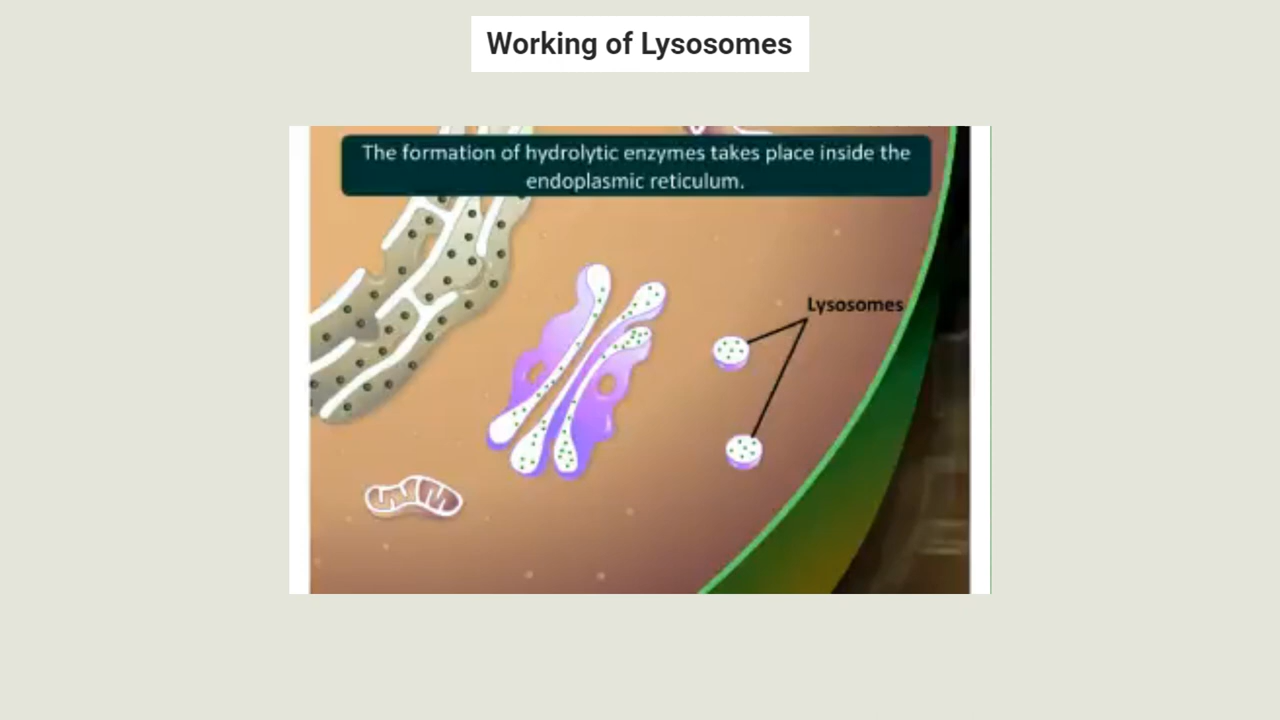 Working of Lysosomes
The formation of hydrolytic enzymes takes place inside the
endoplasmic reticulum.
Lysosomes